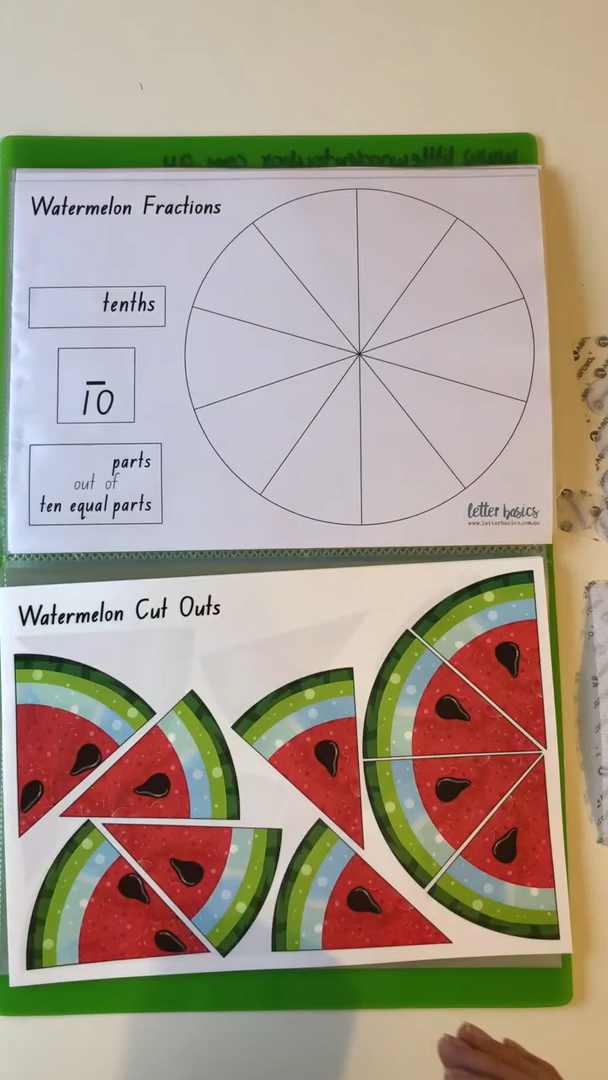 Watermelon Fractions
tenths
10
parts
out of
ten equal parts
letter basics
www.letterbasics.com.au
Watermelon Cut Outs